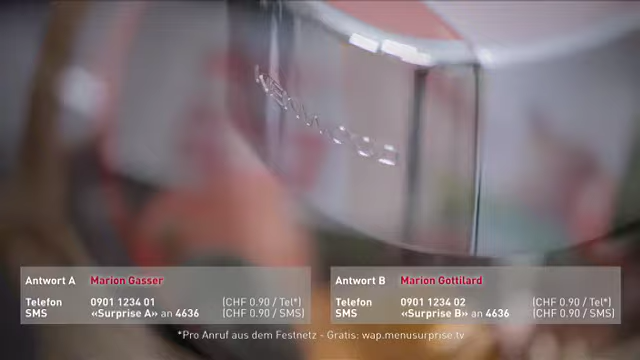 Antwort A Marion Gasser
Telefon 0901 1234 01 (CHF 0.90 / Tel*)
SMS «Surprise A» an 4636 (CHF 0.90 / SMS)
Antwort B Marion Gottilard
Telefon 0901 1234 02 (CHF 0.90 / Tel*)
SMS «Surprise B» an 4636 (CHF 0.90 / SMS)
*Pro Anruf aus dem Festnetz - Gratis: wap.menusurprise.tv